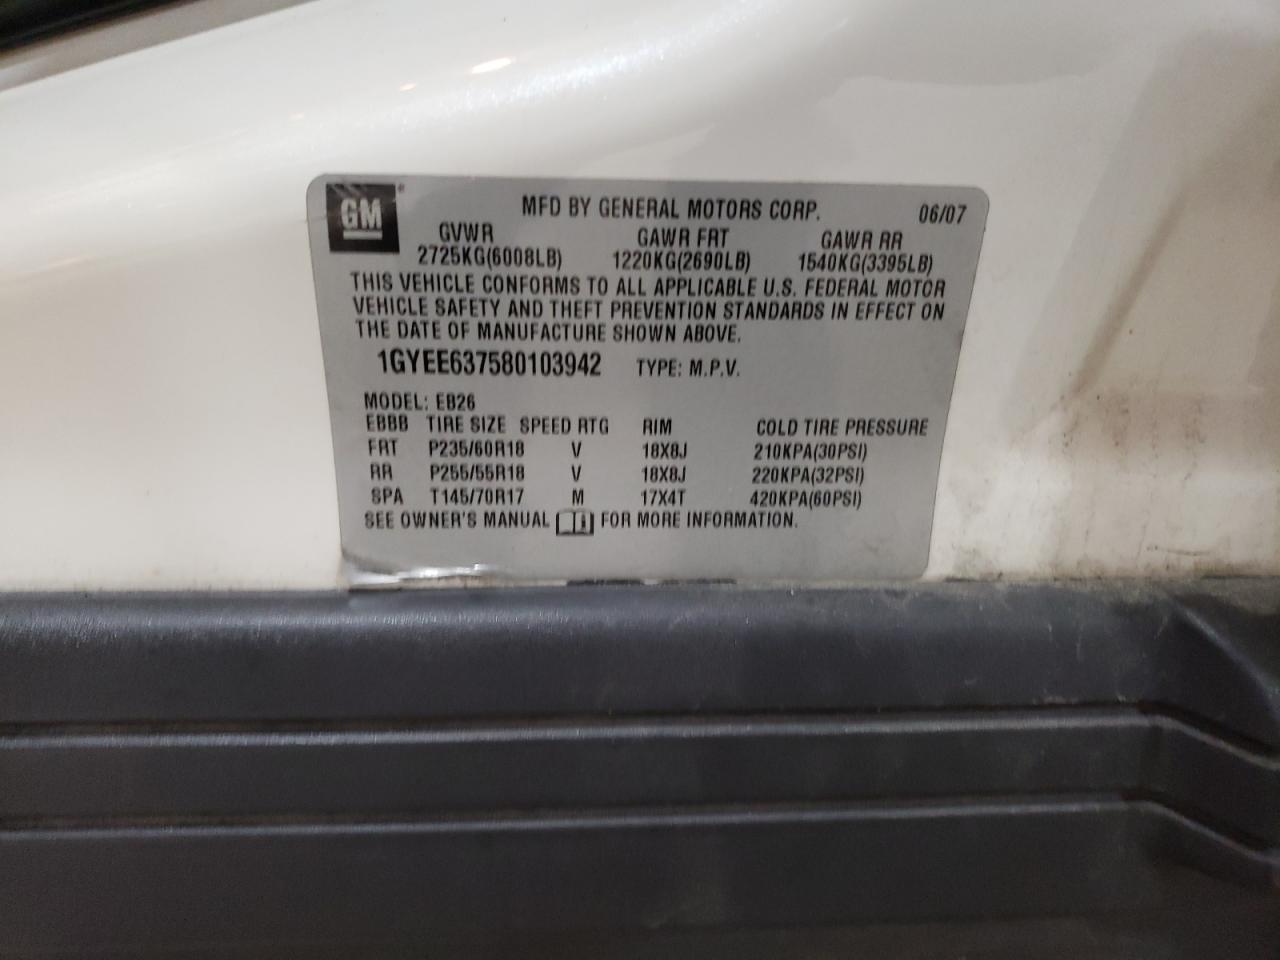 GM
MFD BY GENERAL MOTORS CORP. 06/07
GVWR GAWR FRT GAWR RR
2725KG(6008LB) 1220KG(2690LB) 1540KG(3395LB)
THIS VEHICLE CONFORMS TO ALL APPLICABLE U.S. FEDERAL MOTOR
VEHICLE SAFETY AND THEFT PREVENTION STANDARDS IN EFFECT ON
THE DATE OF MANUFACTURE SHOWN ABOVE.
1GYEE637580103942 TYPE: M.P.V.
MODEL: EB26
EBBB TIRE SIZE SPEED RTG RIM COLD TIRE PRESSURE
FRT P235/60R18 V 18X8J 210KPA(30PSI)
RR P255/55R18 V 18X8J 220KPA(32PSI)
SPA T145/70R17 M 17X4T 420KPA(60PSI)
SEE OWNER'S MANUAL FOR MORE INFORMATION.